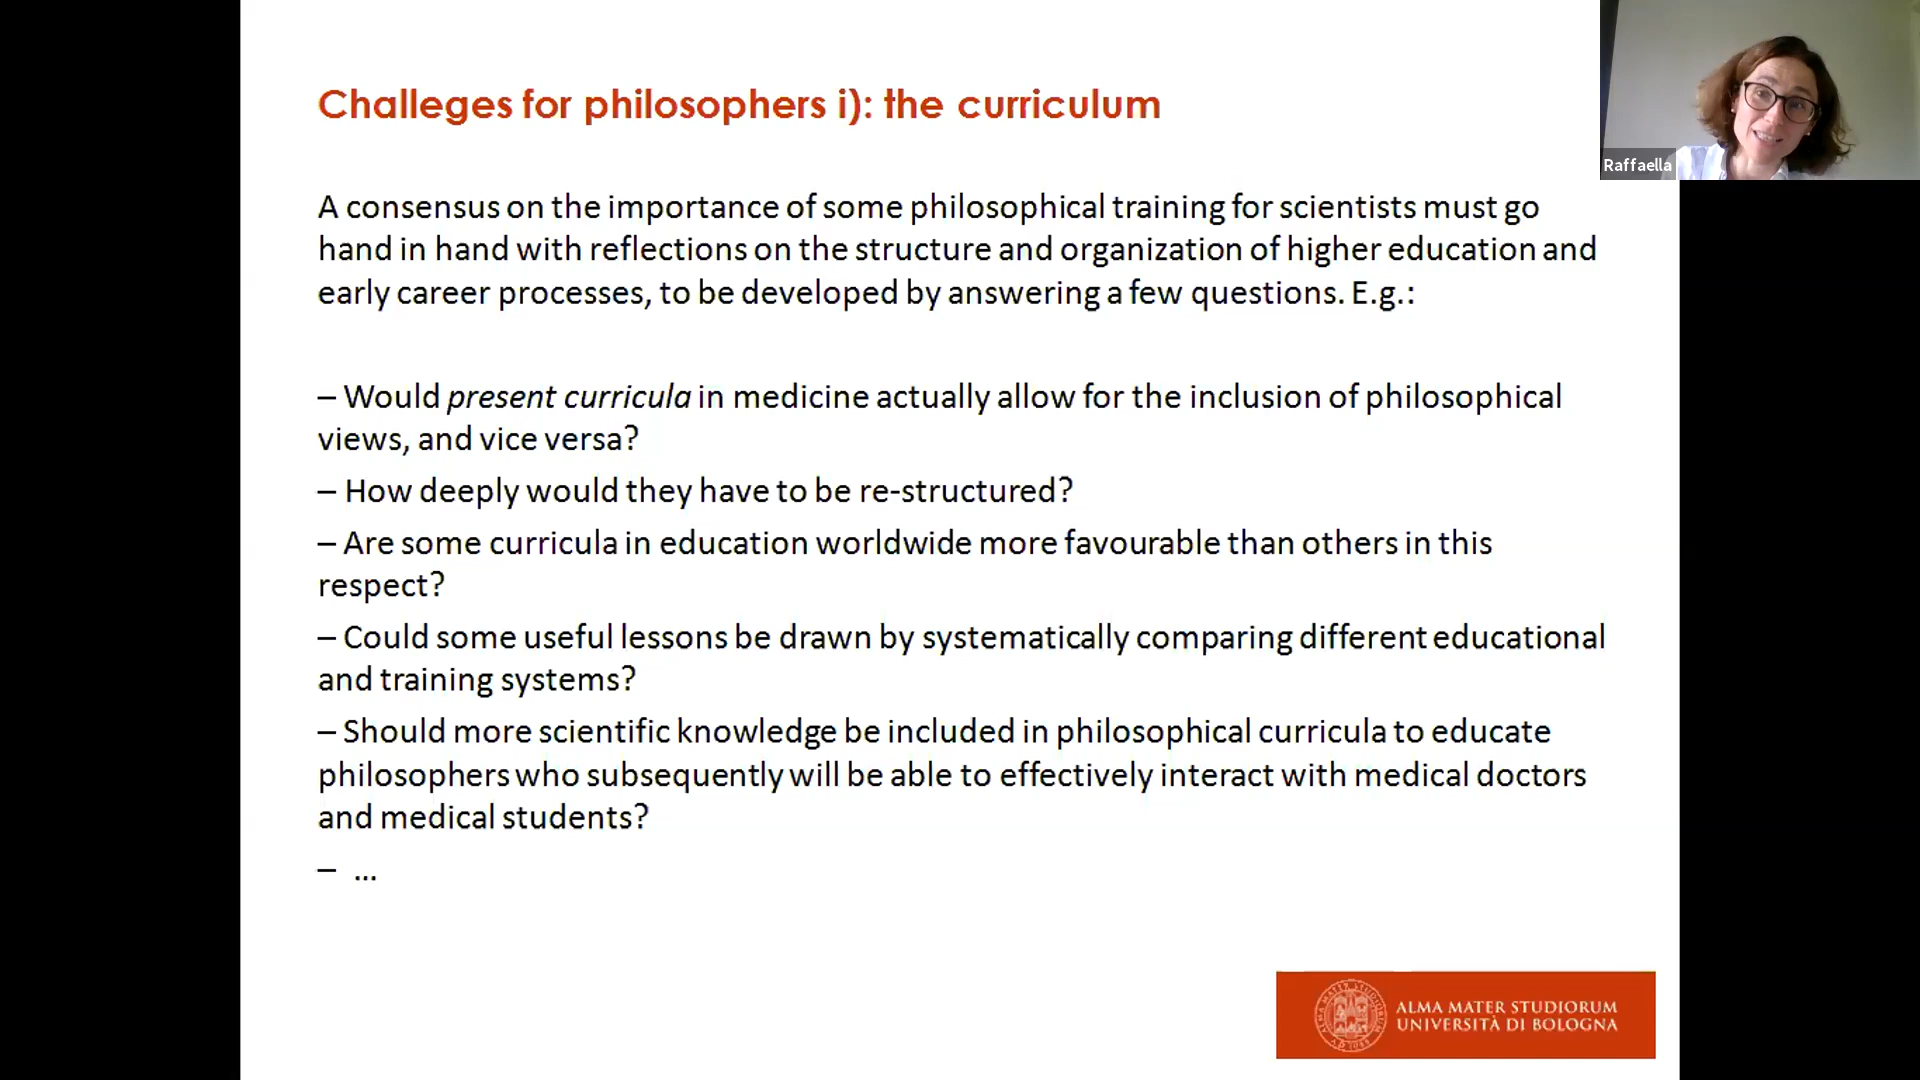 Challeges for philosophers i): the curriculum
Raffaella
A consensus on the importance of some philosophical training for scientists must go
hand in hand with reflections on the structure and organization of higher education and
early career processes, to be developed by answering a few questions. E.g.:
– Would present curricula in medicine actually allow for the inclusion of philosophical
views, and vice versa?
– How deeply would they have to be re-structured?
– Are some curricula in education worldwide more favourable than others in this
respect?
– Could some useful lessons be drawn by systematically comparing different educational
and training systems?
– Should more scientific knowledge be included in philosophical curricula to educate
philosophers who subsequently will be able to effectively interact with medical doctors
and medical students?
– ...
ALMA MATER STUDIORUM
UNIVERSITÀ DI BOLOGNA